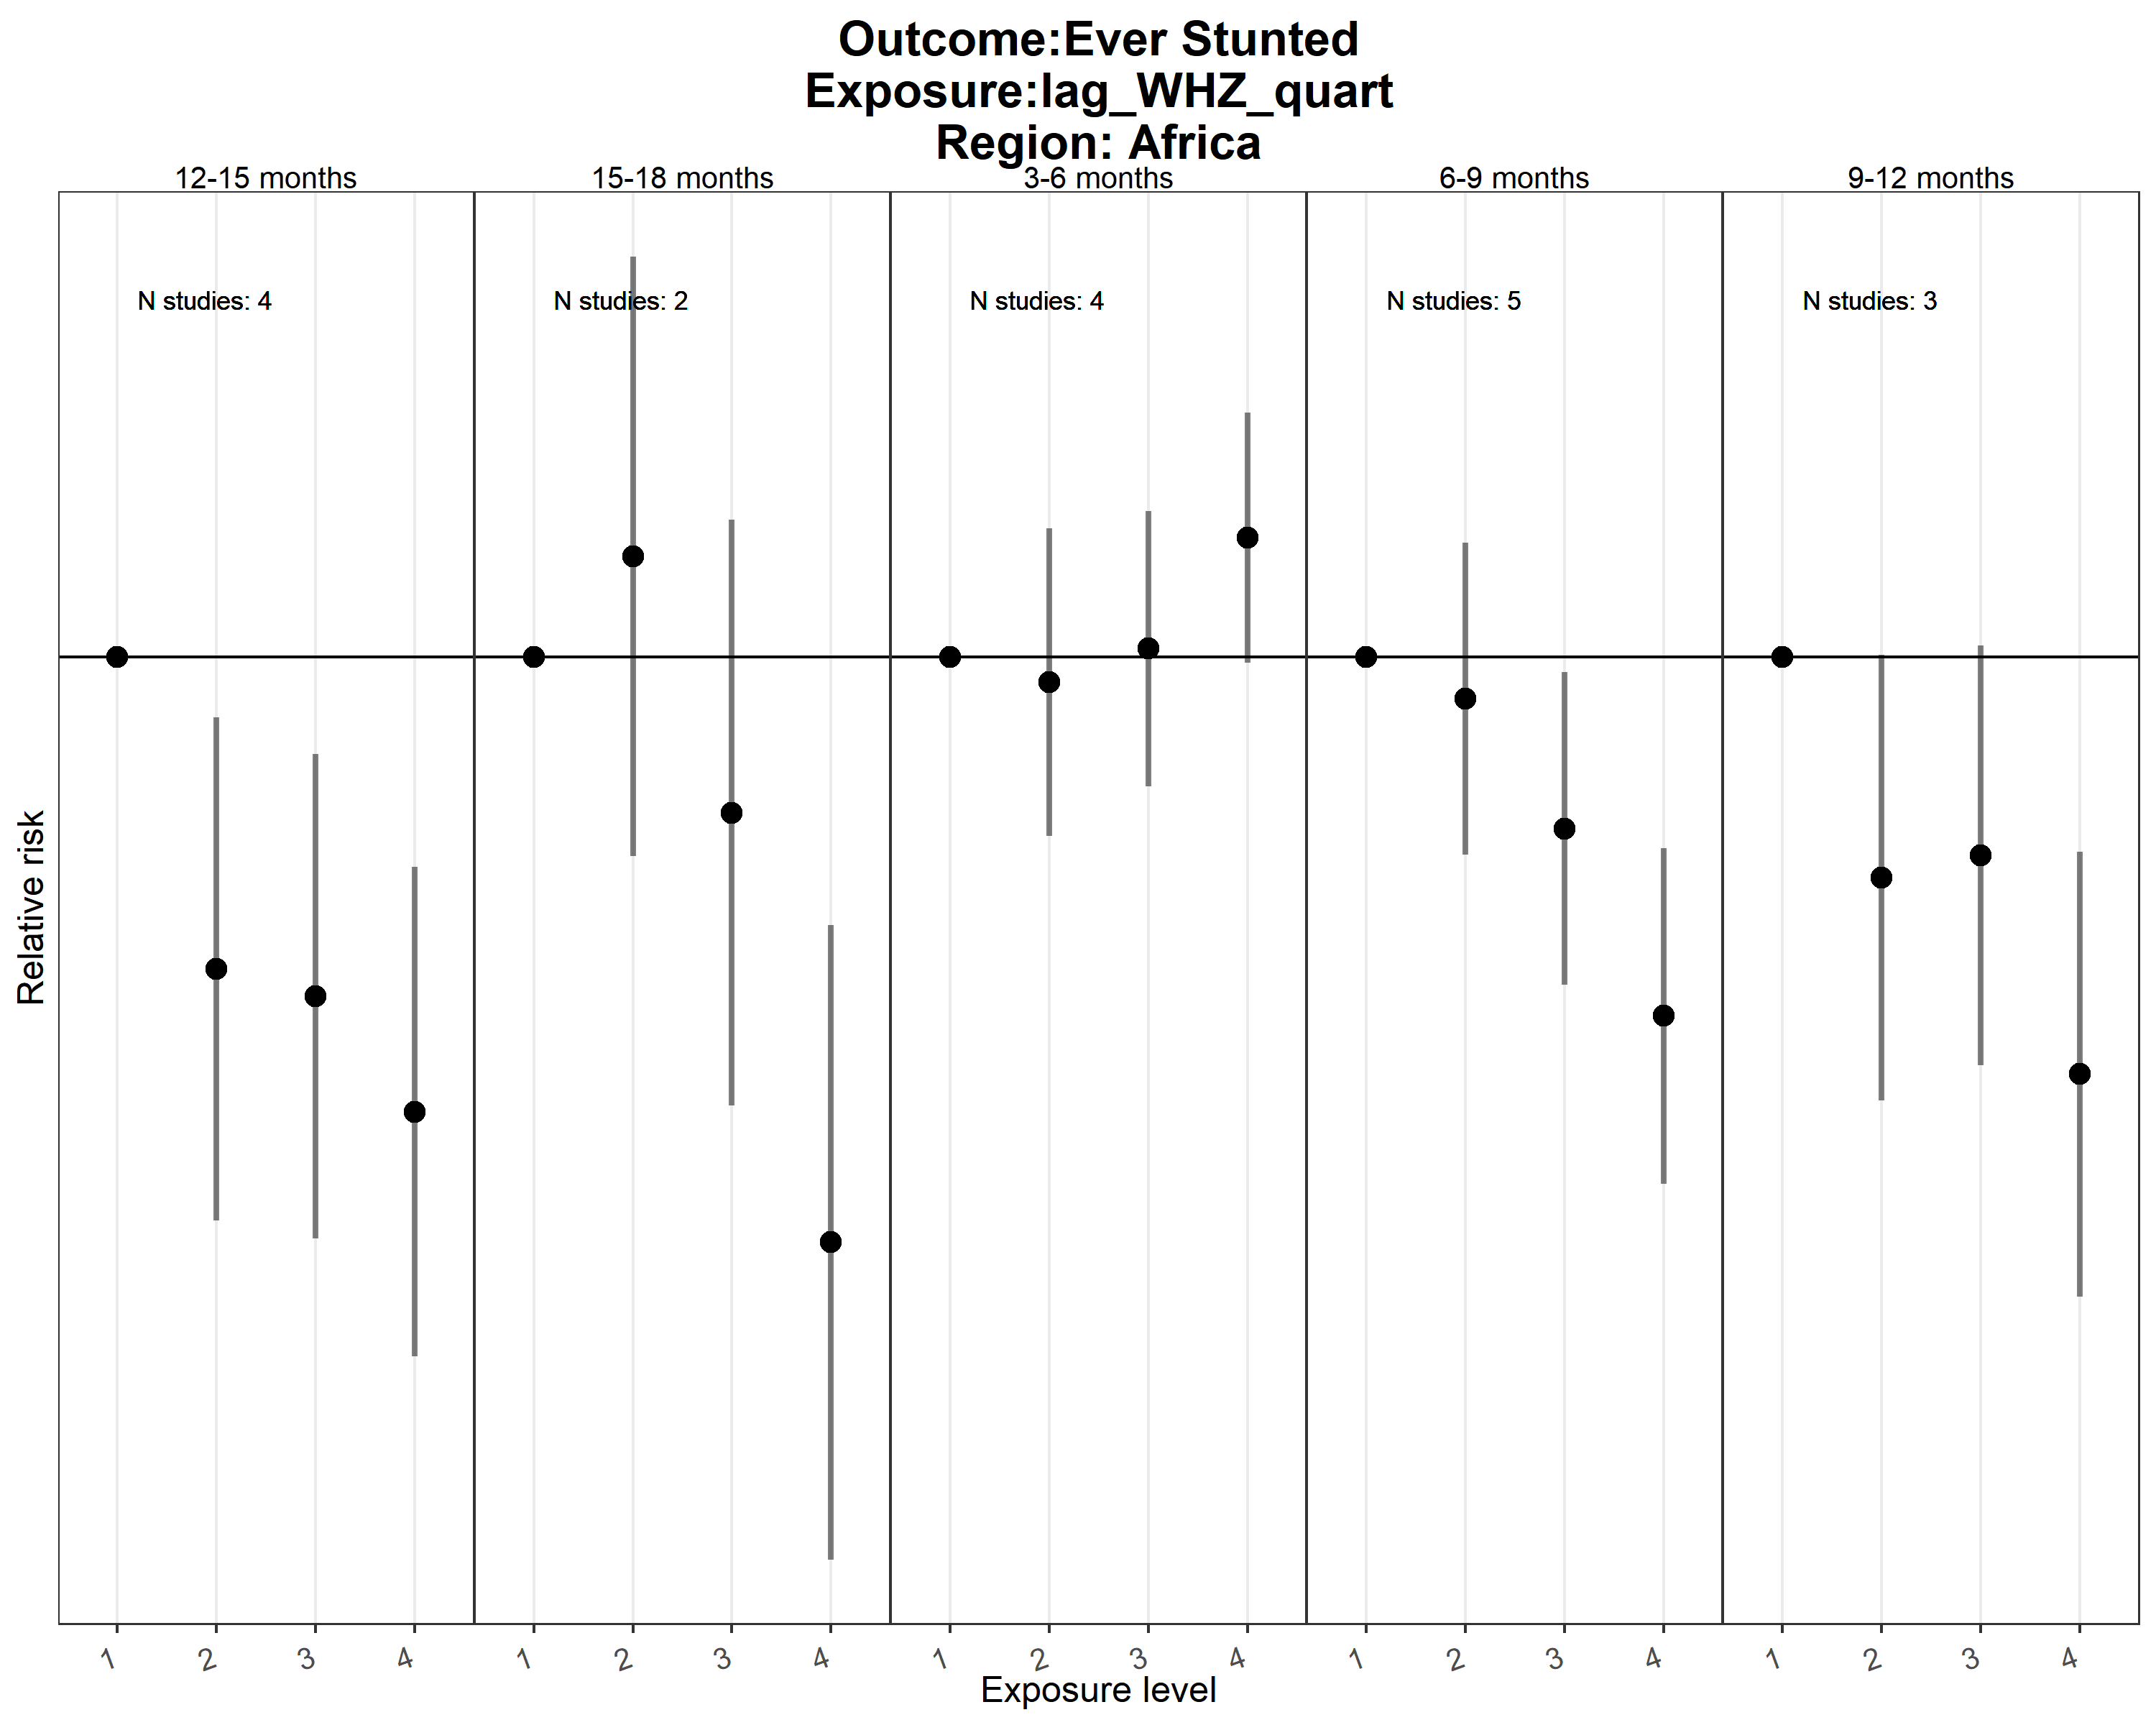 Outcome:Ever Stunted
Exposure:lag_WHZ_quart
Region: Africa
12-15 months 15-18 months 3-6 months 6-9 months 9-12 months
N studies: 4 N studies: 2 N studies: 4 N studies: 5 N studies: 3
Relative risk
1 2 3 4 1 2 3 4 1 2 3 4 1 2 3 4 1 2 3 4
Exposure level